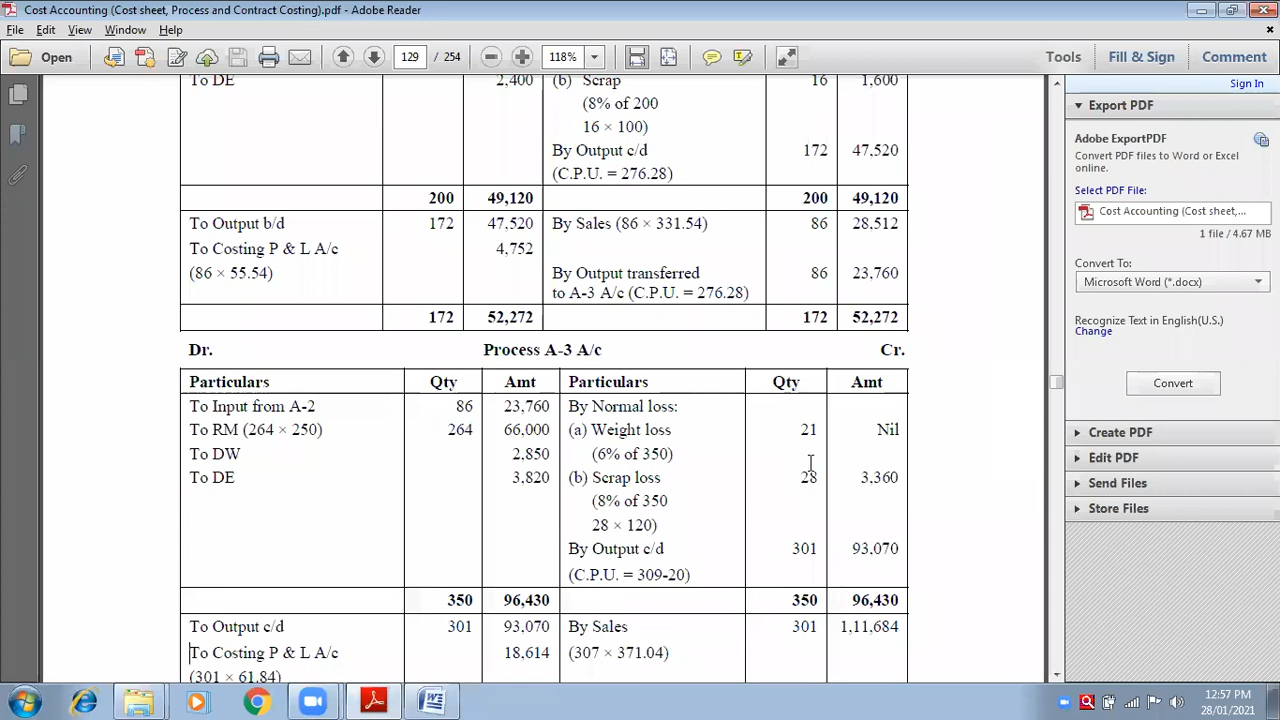 Cost Accounting (Cost sheet, Process and Contract Costing).pdf - Adobe Reader
File Edit View Window Help
Open 129 / 254 118% Tools Fill & Sign Comment
Sign In
Export PDF
Adobe ExportPDF
Convert PDF files to Word or Excel
online.
Select PDF File:
Cost Accounting (Cost sheet,...
1 file / 4.67 MB
Convert To:
Microsoft Word (*.docx)
Recognize Text in English(U.S.)
Change
Convert
Create PDF
Edit PDF
Send Files
Store Files
To DE 2,400 (b) Scrap 16 1,600
(8% of 200
16 × 100)
By Output c/d 172 47,520
(C.P.U. = 276.28)
200 49,120 200 49,120
To Output b/d 172 47,520 By Sales (86 × 331.54) 86 28,512
To Costing P & L A/c 4,752
(86 × 55.54) By Output transferred 86 23,760
to A-3 A/c (C.P.U. = 276.28)
172 52,272 172 52,272
Dr. Process A-3 A/c Cr.
Particulars Qty Amt Particulars Qty Amt
To Input from A-2 86 23,760 By Normal loss:
To RM (264 × 250) 264 66,000 (a) Weight loss 21 Nil
To DW 2,850 (6% of 350)
To DE 3,820 (b) Scrap loss 28 3,360
(8% of 350
28 × 120)
By Output c/d 301 93,070
(C.P.U. = 309-20)
350 96,430 350 96,430
To Output c/d 301 93,070 By Sales 301 1,11,684
To Costing P & L A/c 18,614 (307 × 371.04)
(301 × 61.84)
12:57 PM
28/01/2021